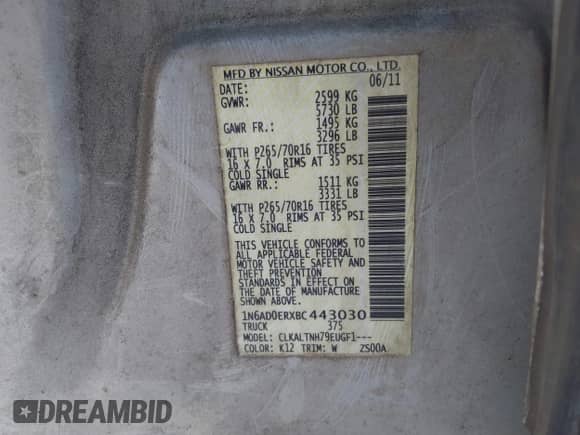 MFD BY NISSAN MOTOR CO., LTD.
DATE: 06/11
GVWR: 2599 KG
5730 LB
GAWR FR.: 1495 KG
3296 LB
WITH P265/70R16 TIRES
16 X 7.0 RIMS AT 35 PSI
COLD SINGLE
GAWR RR.: 1511 KG
3331 LB
WITH P265/70R16 TIRES
16 X 7.0 RIMS AT 35 PSI
COLD SINGLE
THIS VEHICLE CONFORMS TO
ALL APPLICABLE FEDERAL
MOTOR VEHICLE SAFETY AND
THEFT PREVENTION
STANDARDS IN EFFECT ON
THE DATE OF MANUFACTURE
SHOWN ABOVE.
1N6AD0ERXBC443030
TRUCK 375
MODEL: CLKALTNH79EUGF1---
COLOR: K12 TRIM: W ZS00A
DREAMBID